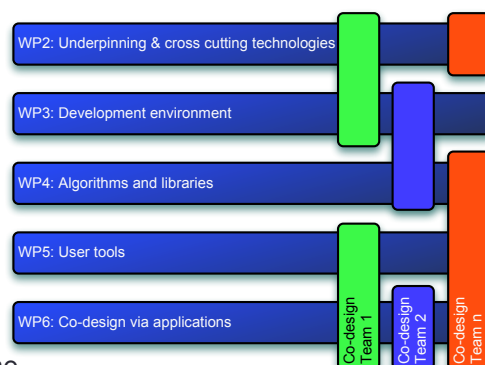 WP2: Underpinning & cross cutting technologies
WP3: Development environment
WP4: Algorithms and libraries
WP5: User tools
WP6: Co-design via applications
Co-design
Team 1
Co-design
Team 2
Co-design
Team n